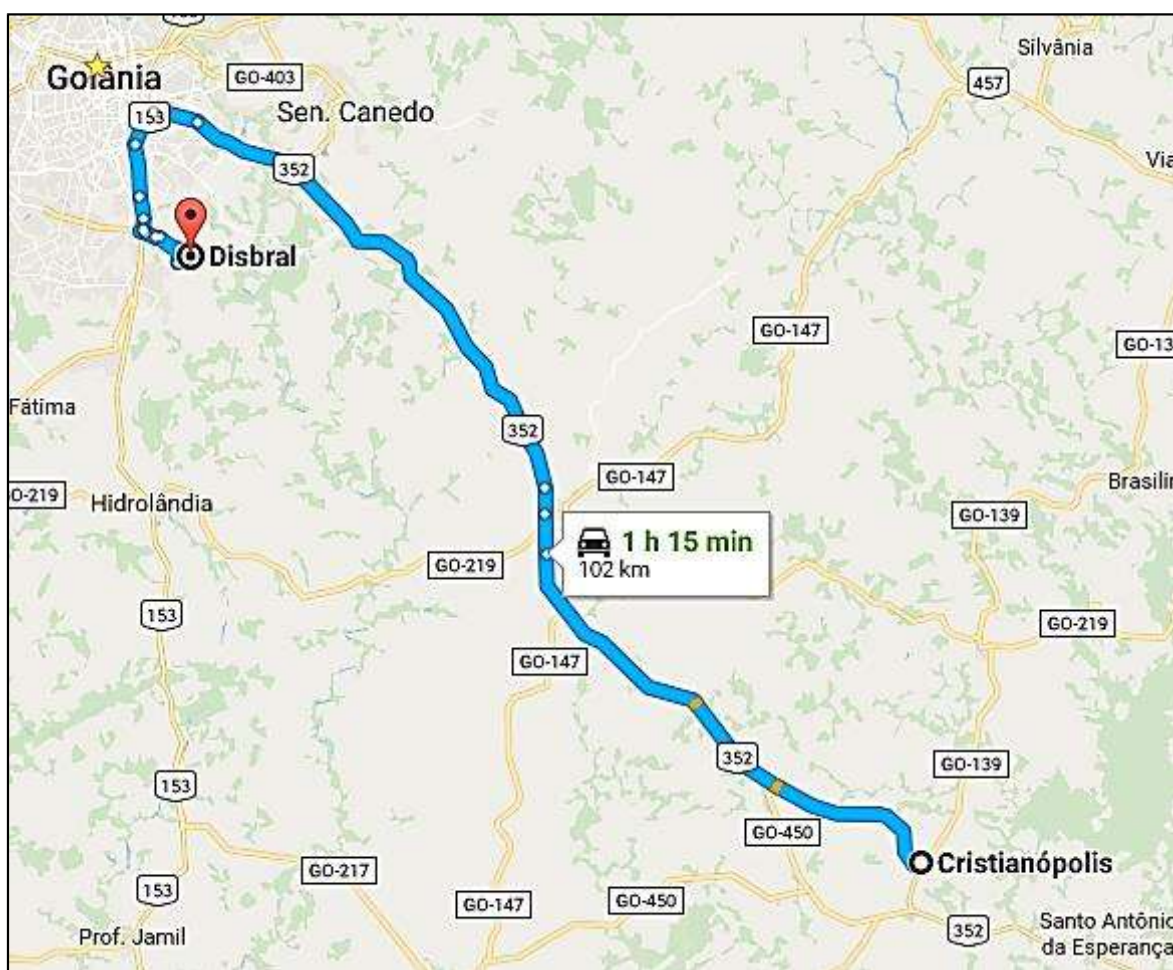 Silvânia
Goiânia
GO-403
457
153
Sen. Canedo
352
Via
Disbral
GO-147
GO-13
Fátima
352
GO-147
Brasilin
GO-219
Hidrolândia
GO-139
1 h 15 min
102 km
GO-219
153
GO-219
GO-147
352
GO-139
153
GO-450
Cristianópolis
GO-217
153
GO-147
GO-450
352
Santo Antônio
da Esperança
Prof. Jamil